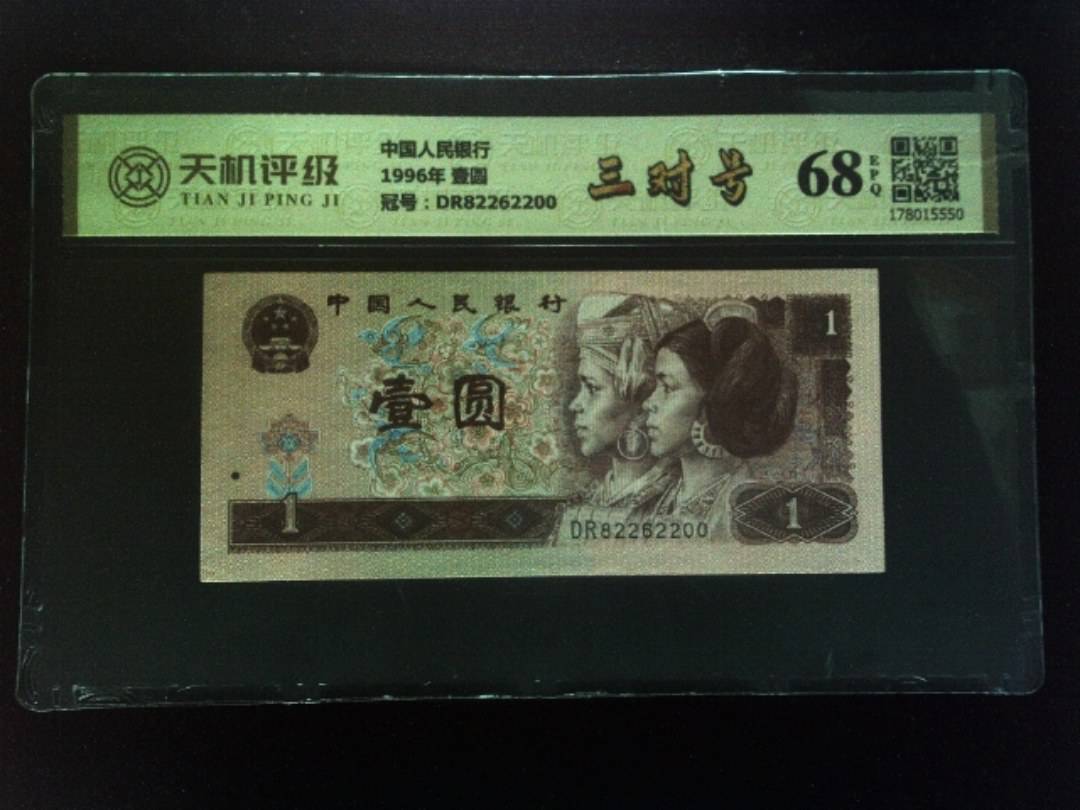 天机评级
TIAN JI PING JI
中国人民银行
1996年 壹圆
冠号：DR82262200
三对号
68
EPQ
178015550
中国人民银行
1
壹圆
1
DR82262200
1